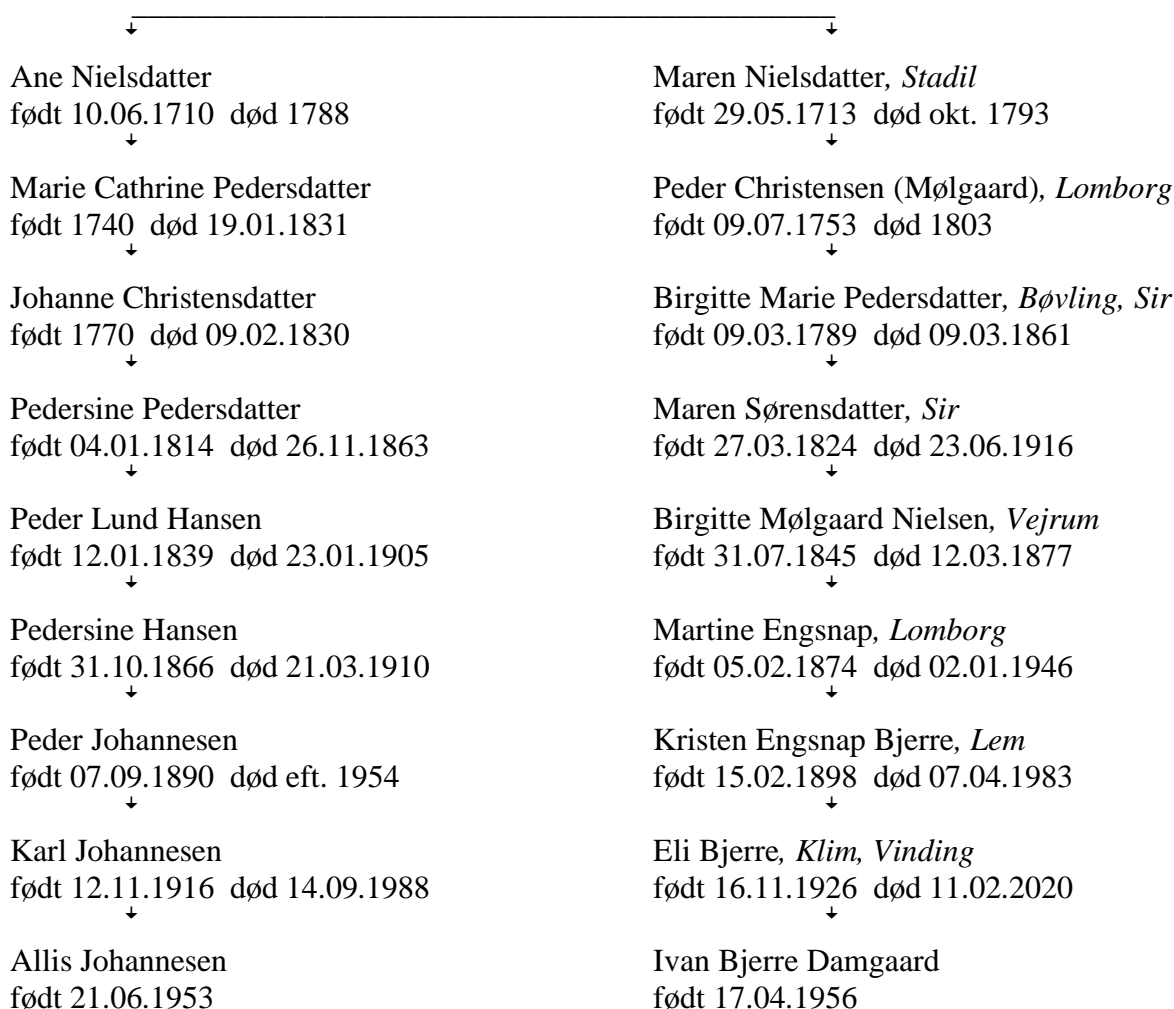 Ane Nielsdatter
født 10.06.1710 død 1788
Marie Cathrine Pedersdatter
født 1740 død 19.01.1831
Johanne Christensdatter
født 1770 død 09.02.1830
Pedersine Pedersdatter
født 04.01.1814 død 26.11.1863
Peder Lund Hansen
født 12.01.1839 død 23.01.1905
Pedersine Hansen
født 31.10.1866 død 21.03.1910
Peder Johannesen
født 07.09.1890 død eft. 1954
Karl Johannesen
født 12.11.1916 død 14.09.1988
Allis Johannesen
født 21.06.1953
Maren Nielsdatter, Stadil
født 29.05.1713 død okt. 1793
Peder Christensen (Mølgaard), Lomborg
født 09.07.1753 død 1803
Birgitte Marie Pedersdatter, Bøvling, Sir
født 09.03.1789 død 09.03.1861
Maren Sørensdatter, Sir
født 27.03.1824 død 23.06.1916
Birgitte Mølgaard Nielsen, Vejrum
født 31.07.1845 død 12.03.1877
Martine Engsnap, Lomborg
født 05.02.1874 død 02.01.1946
Kristen Engsnap Bjerre, Lem
født 15.02.1898 død 07.04.1983
Eli Bjerre, Klim, Vinding
født 16.11.1926 død 11.02.2020
Ivan Bjerre Damgaard
født 17.04.1956